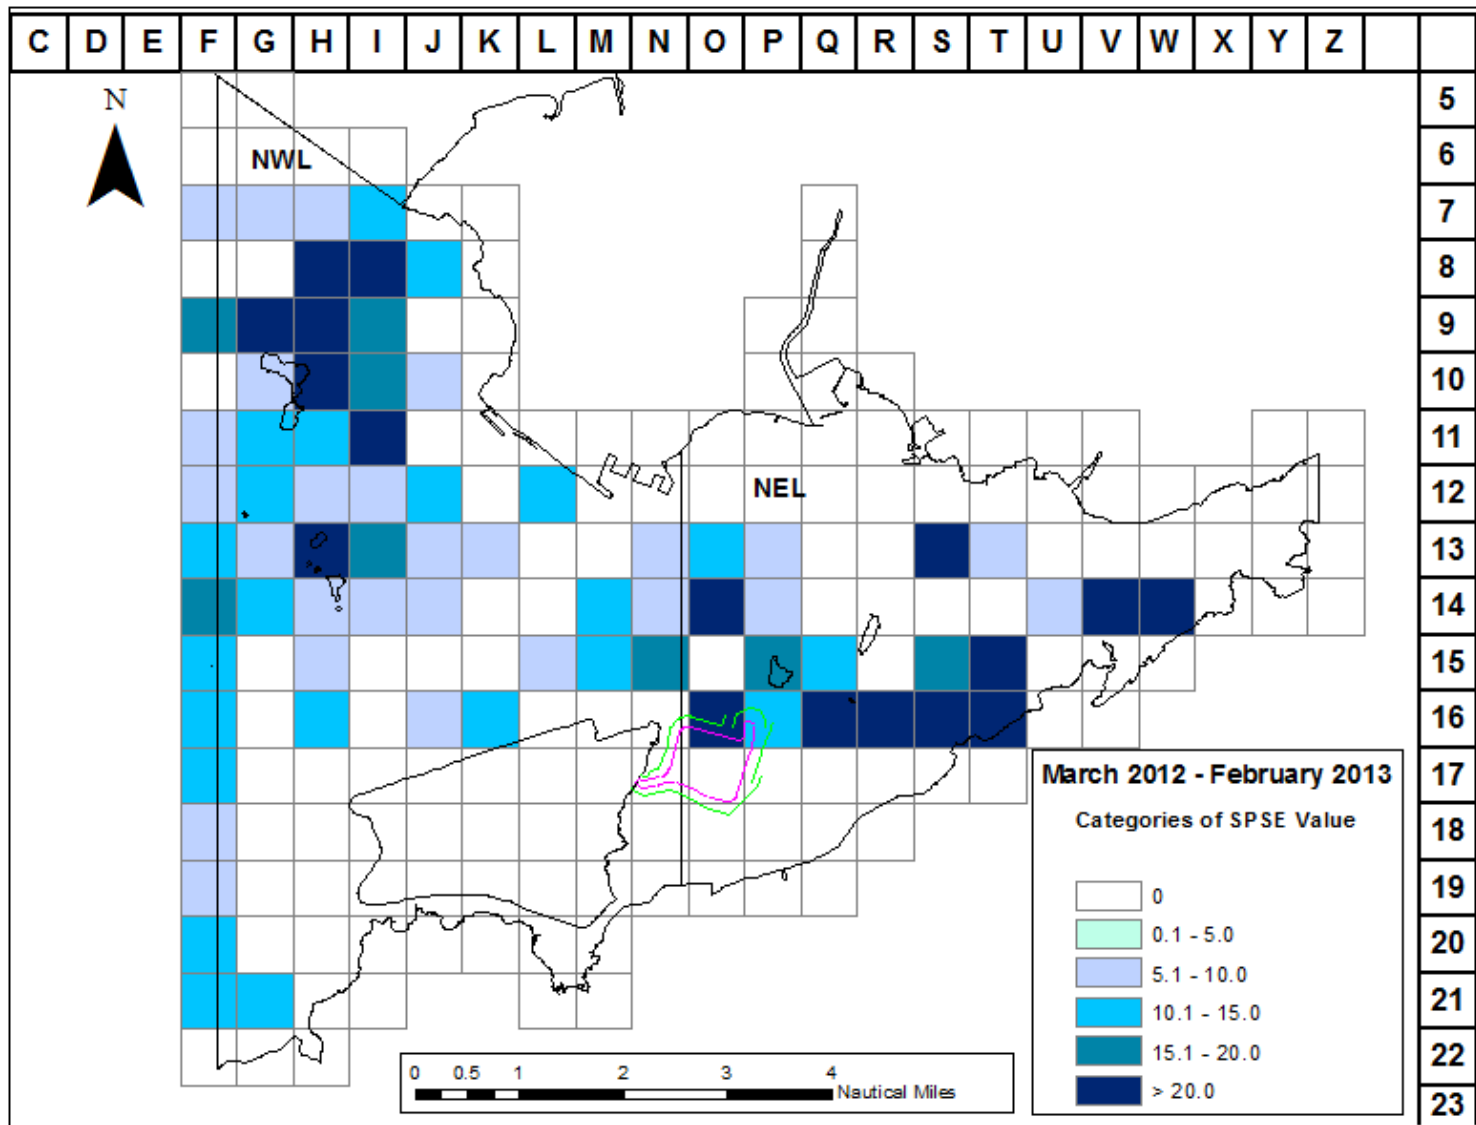 C D E F G H I J K L M N O P Q R S T U V W X Y Z
N
5
NWL
6
7
8
9
10
11
NEL
12
13
14
15
16
17
March 2012 - February 2013
Categories of SPSE Value
18
0
19
0.1 - 5.0
20
5.1 - 10.0
21
10.1 - 15.0
15.1 - 20.0
22
> 20.0
23
0 0.5 1 2 3 4
Nautical Miles